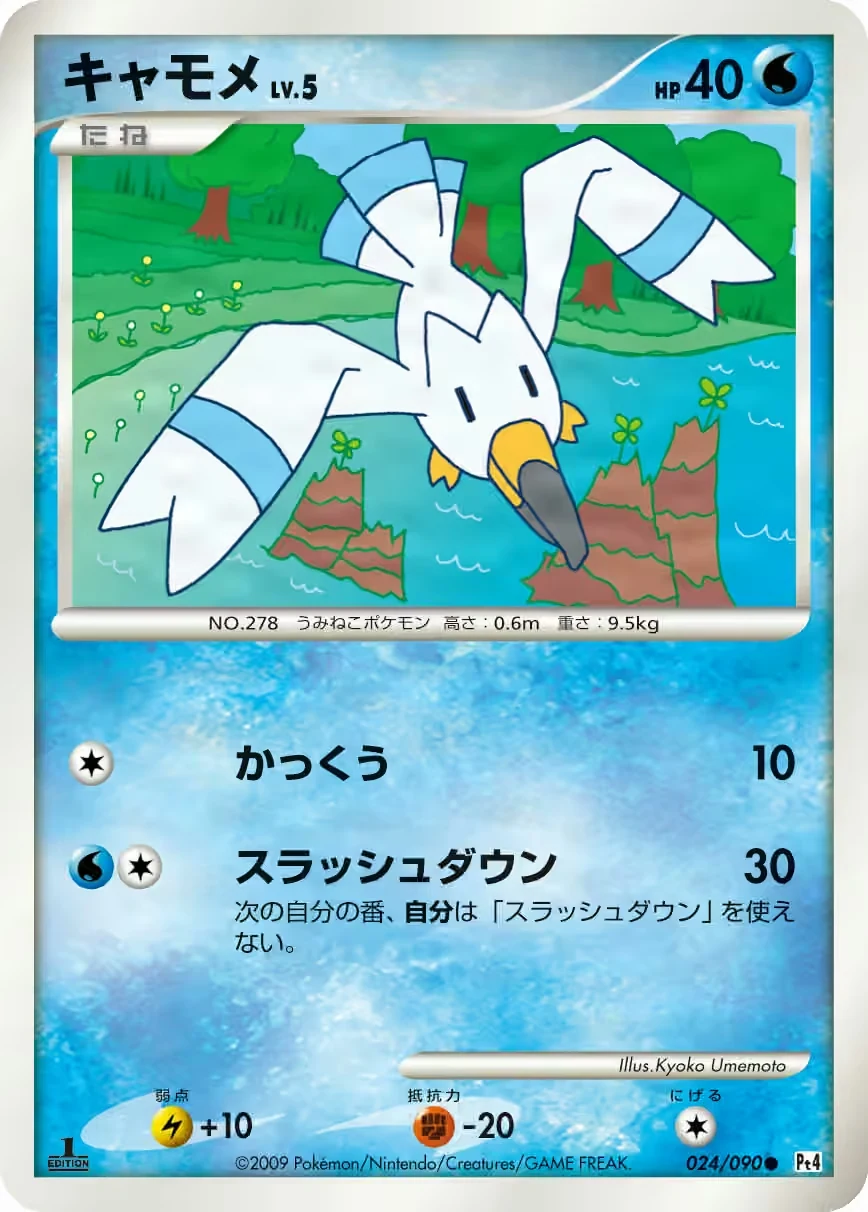 キャモメ LV.5
HP 40
たね
NO.278 うみねこポケモン 高さ:0.6m 重さ:9.5kg
かっくう 10
スラッシュダウン 30
次の自分の番、自分は「スラッシュダウン」を使え
ない。
Illus.Kyoko Umemoto
弱点 抵抗力 にげる
+10 -20
1
EDITION
©2009 Pokémon/Nintendo/Creatures/GAME FREAK.
024/090● Pt4